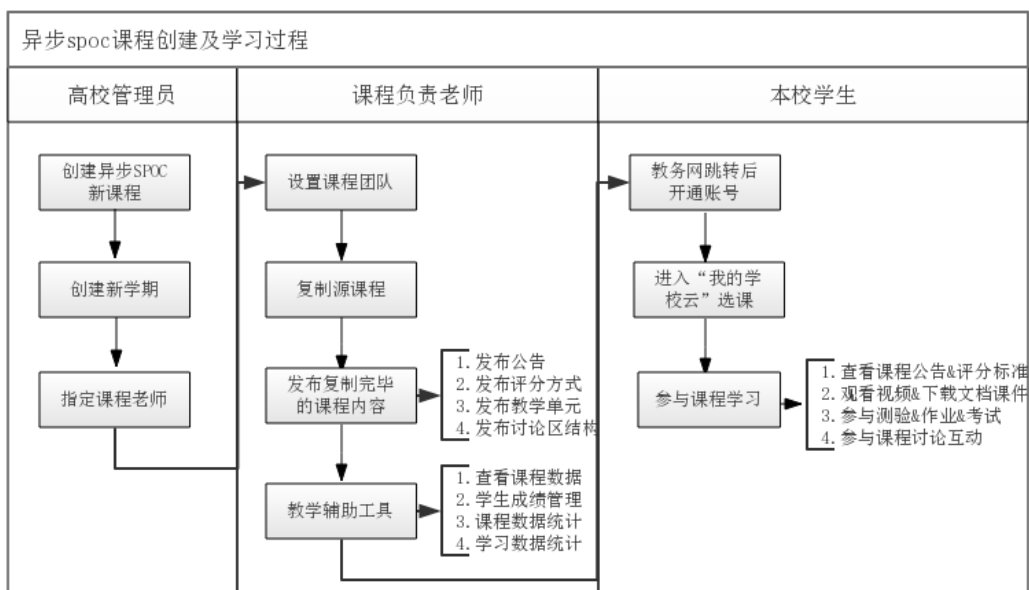 异步spoc课程创建及学习过程
高校管理员
课程负责老师
本校学生
创建异步SPOC
新课程
创建新学期
指定课程老师
设置课程团队
复制源课程
发布复制完毕
的课程内容
1. 发布公告
2. 发布评分方式
3. 发布教学单元
4. 发布讨论区结构
教学辅助工具
1. 查看课程数据
2. 学生成绩管理
3. 课程数据统计
4. 学习数据统计
教务网跳转后
开通账号
进入“我的学
校云”选课
参与课程学习
1. 查看课程公告&评分标准
2. 观看视频&下载文档课件
3. 参与测验&作业&考试
4. 参与课程讨论互动